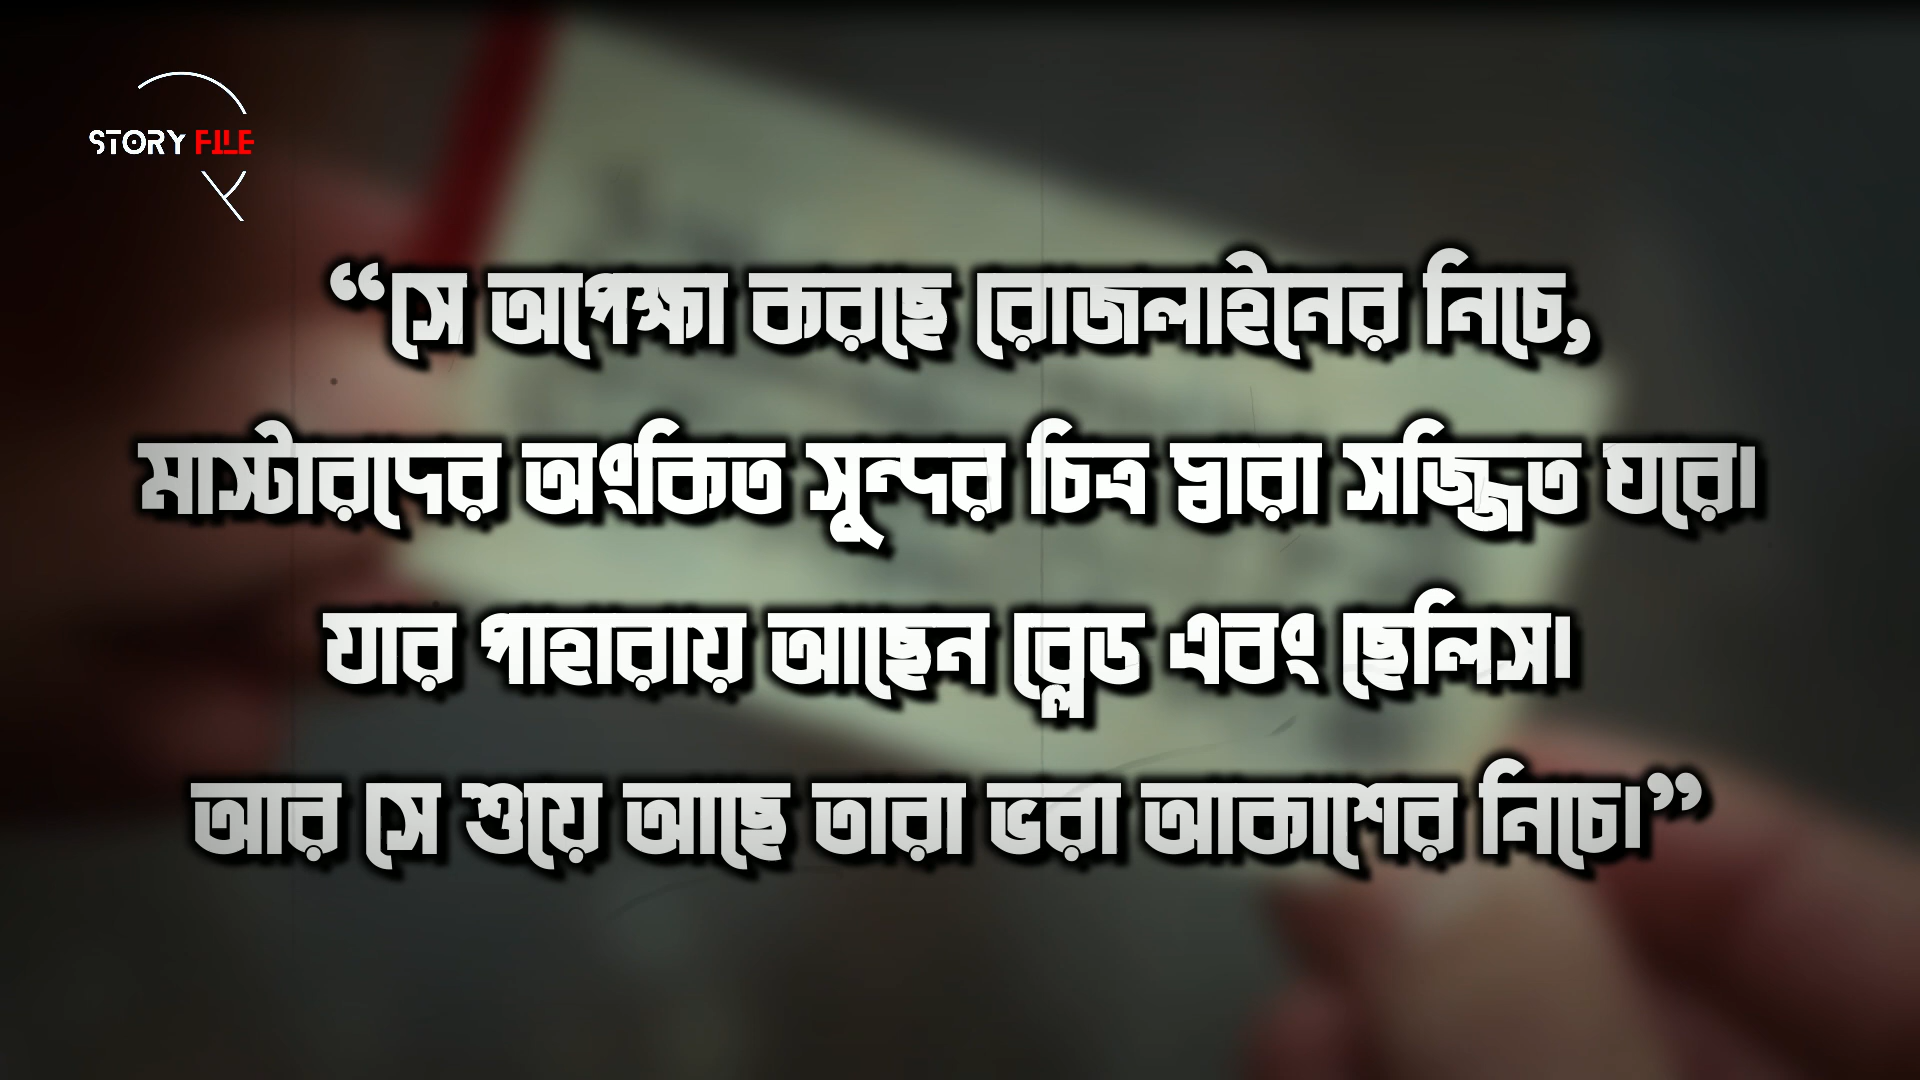 STORY FILE
“সে অপেক্ষা করছে রোজলাইনের নিচে,
মাস্টারদের অংকিত সুন্দর চিত্র দ্বারা সজ্জিত ঘরে।
যার পাহারায় আছেন ব্লেড এবং ছেলিস।
আর সে শুয়ে আছে তারা ভরা আকাশের নিচে।”